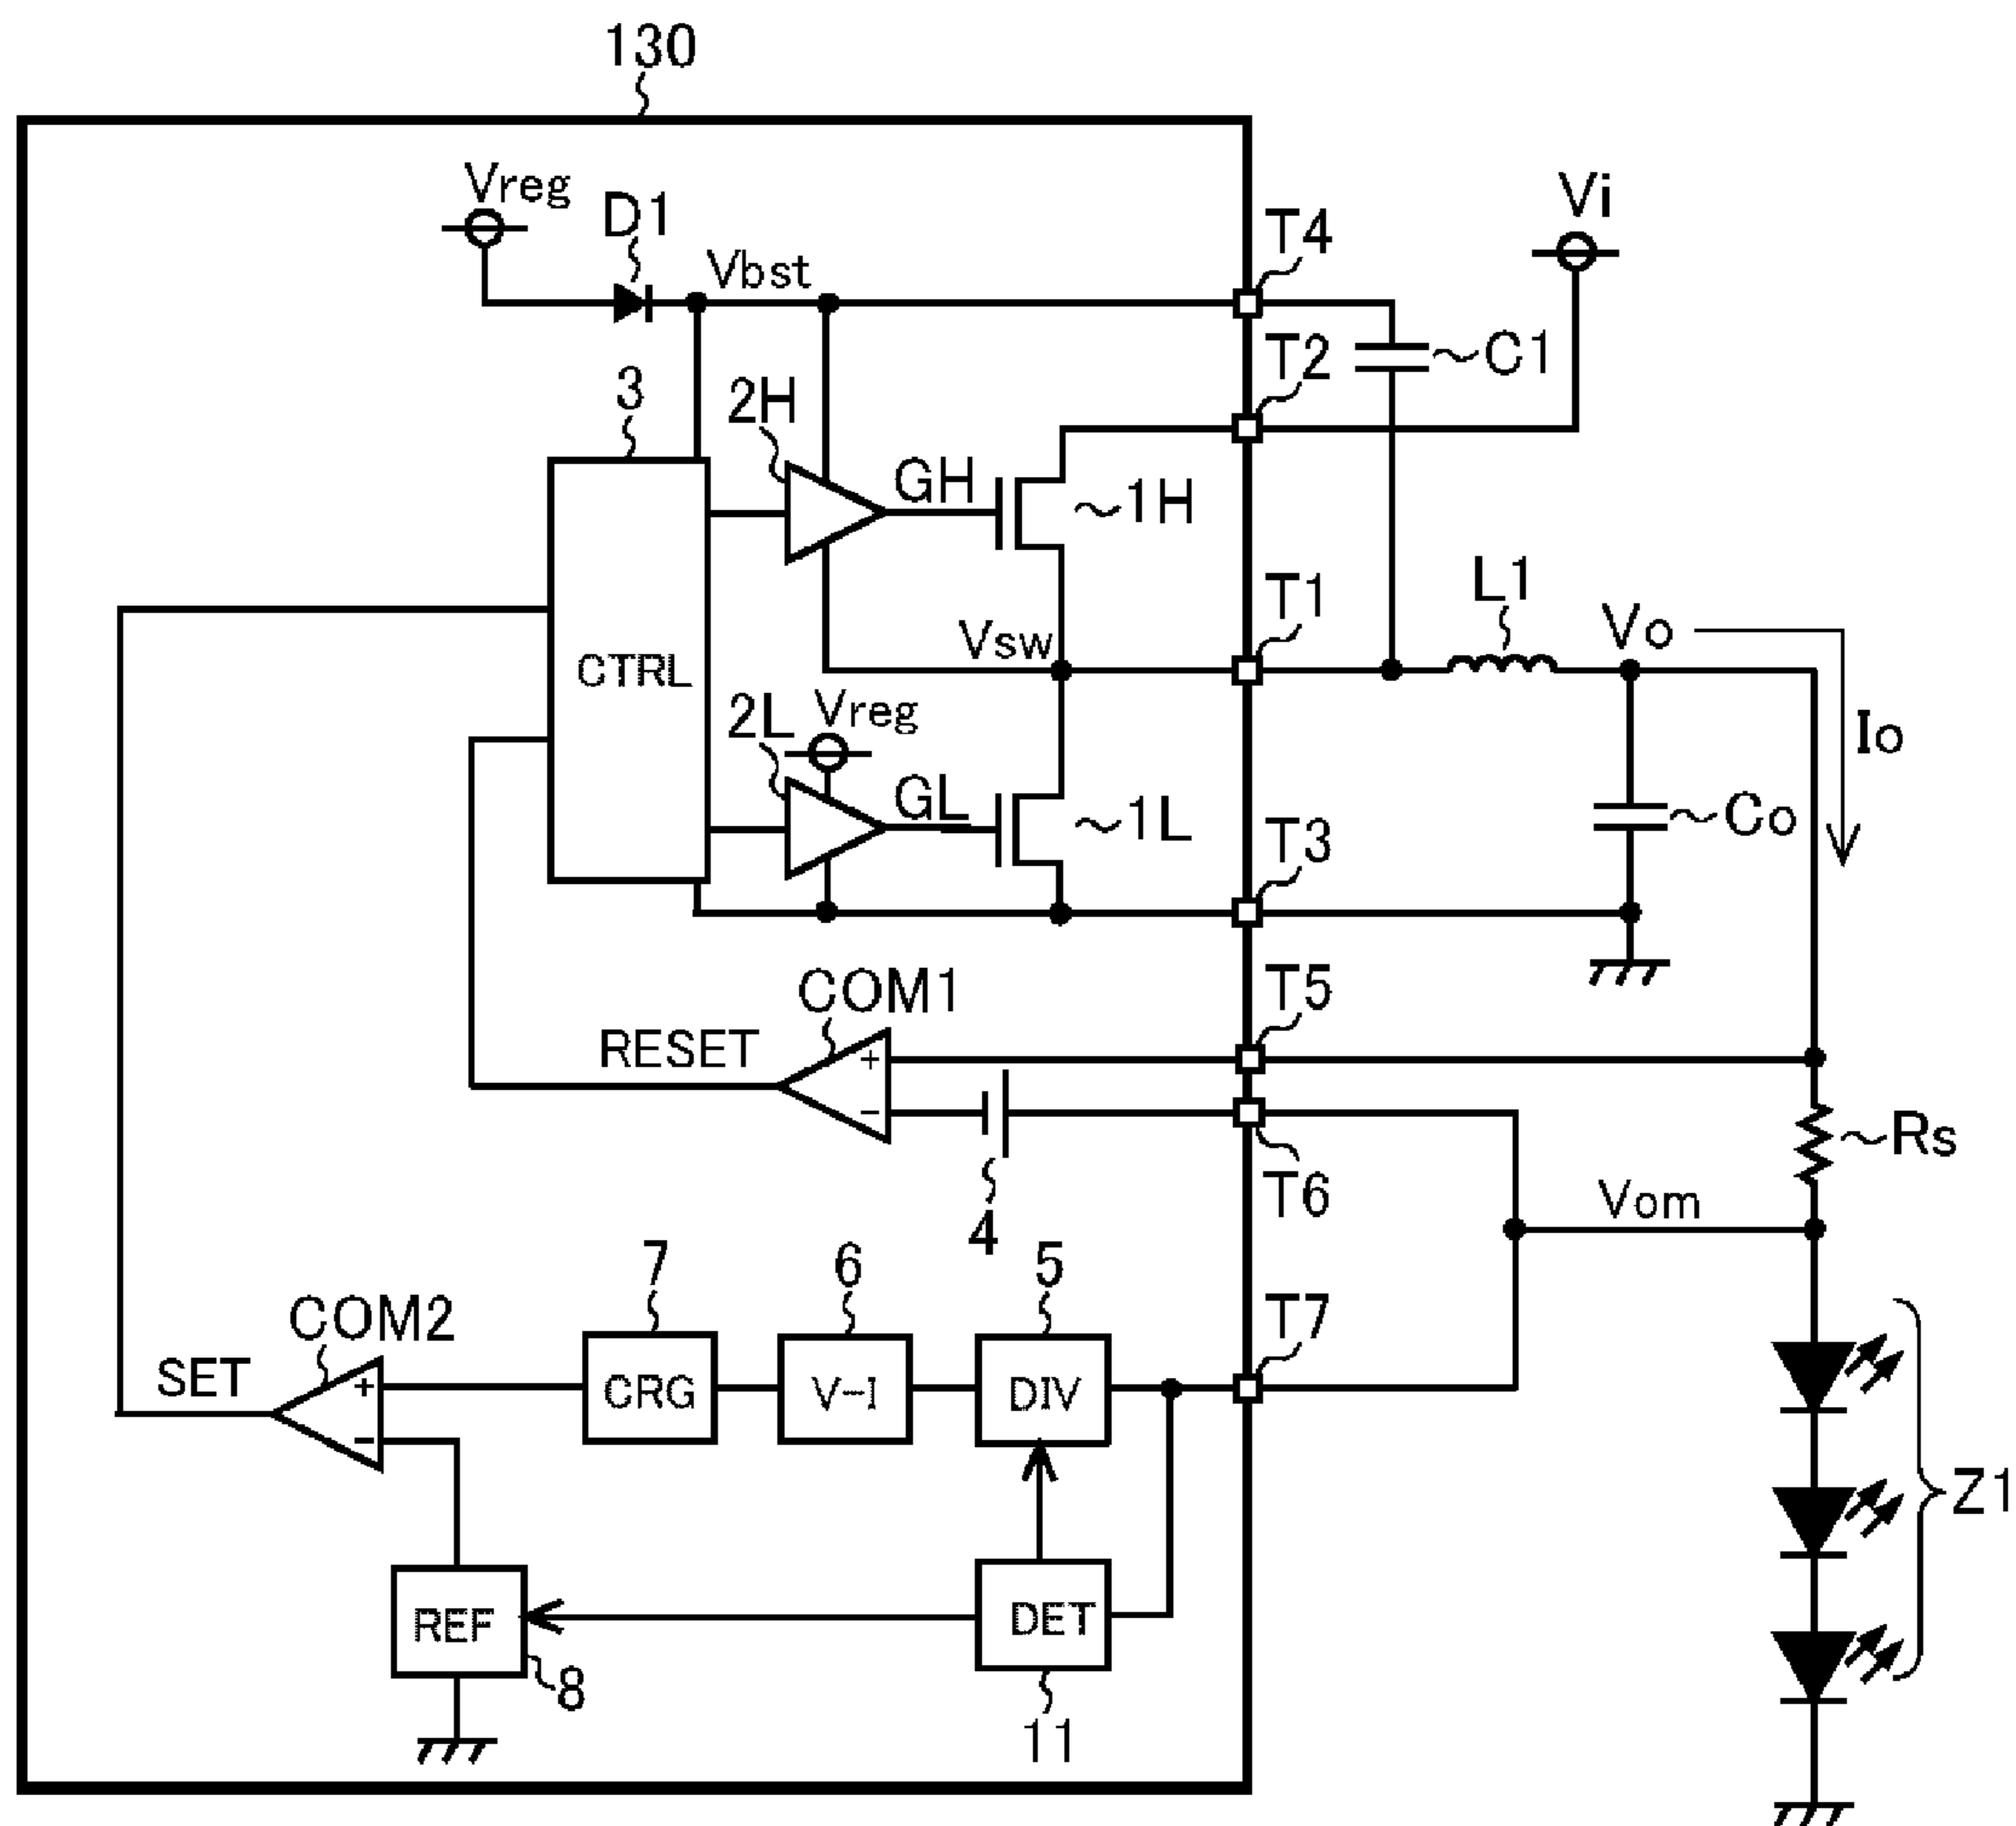 130
Vreg
D1
Vbst
T4
Vi
T2
~C1
3
2H
GH
~1H
T1
L1
Vo
Vsw
CTRL
2L
Vreg
Io
GL
~1L
T3
~Co
COM1
T5
RESET
+
−
T6
~Rs
4
Vom
7
6
5
T7
COM2
SET
+
−
CRG
V-I
DIV
Z1
REF
DET
8
11